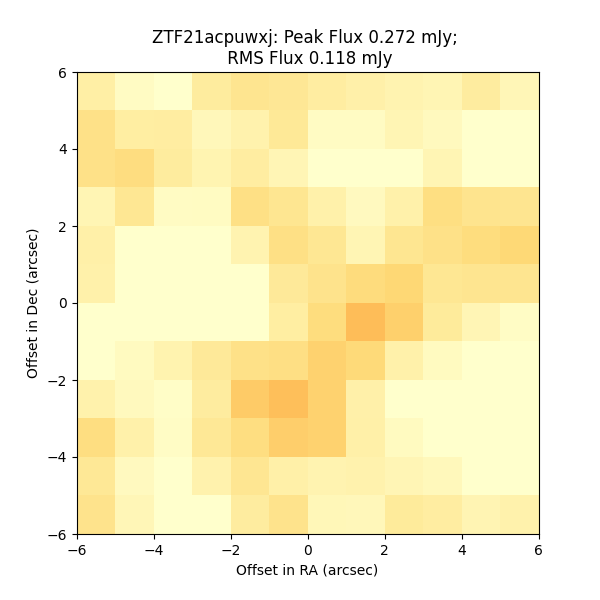 ZTF21acpuwxj: Peak Flux 0.272 mJy;
RMS Flux 0.118 mJy
6
4
2
0
−2
−4
−6
Offset in Dec (arcsec)
−6 −4 −2 0 2 4 6
Offset in RA (arcsec)